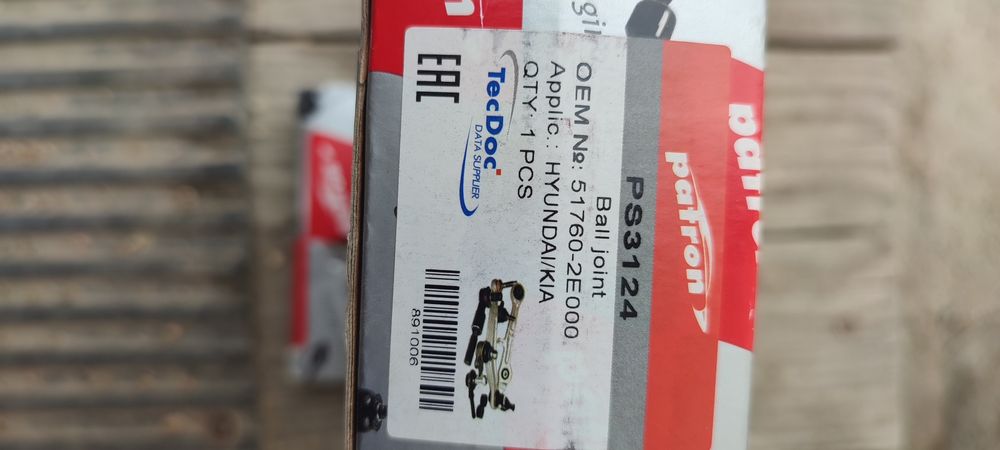 patron
PS3124
Ball joint
OEM №: 51760-2E000
Applic.: HYUNDAI/KIA
QTY: 1 PCS
TecDoc
DATA SUPPLIER
EAC
891006